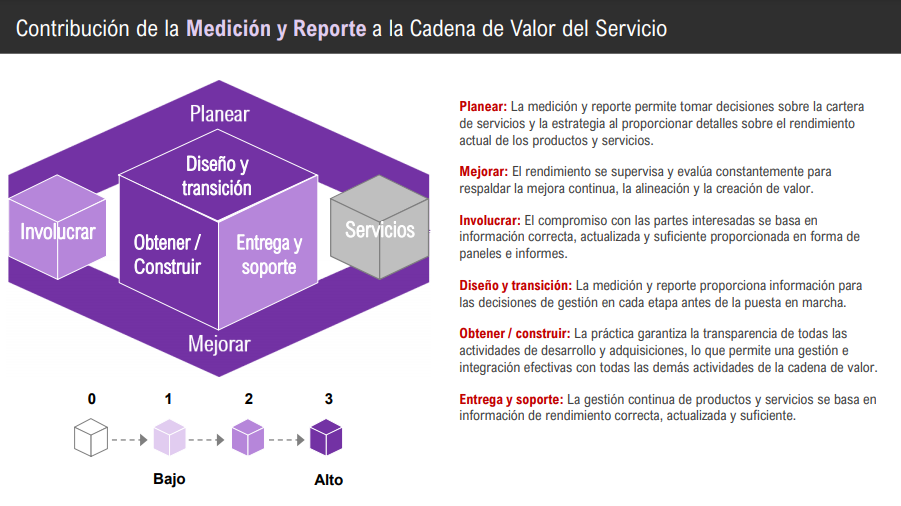 Contribución de la Medición y Reporte a la Cadena de Valor del Servicio
Planear
Diseño y
transición
Involucrar
Obtener /
Construir
Entrega y
soporte
Servicios
Mejorar
0
1
2
3
Bajo
Alto
Planear: La medición y reporte permite tomar decisiones sobre la cartera
de servicios y la estrategia al proporcionar detalles sobre el rendimiento
actual de los productos y servicios.
Mejorar: El rendimiento se supervisa y evalúa constantemente para
respaldar la mejora continua, la alineación y la creación de valor.
Involucrar: El compromiso con las partes interesadas se basa en
información correcta, actualizada y suficiente proporcionada en forma de
paneles e informes.
Diseño y transición: La medición y reporte proporciona información para
las decisiones de gestión en cada etapa antes de la puesta en marcha.
Obtener / construir: La práctica garantiza la transparencia de todas las
actividades de desarrollo y adquisiciones, lo que permite una gestión e
integración efectivas con todas las demás actividades de la cadena de valor.
Entrega y soporte: La gestión continua de productos y servicios se basa en
información de rendimiento correcta, actualizada y suficiente.